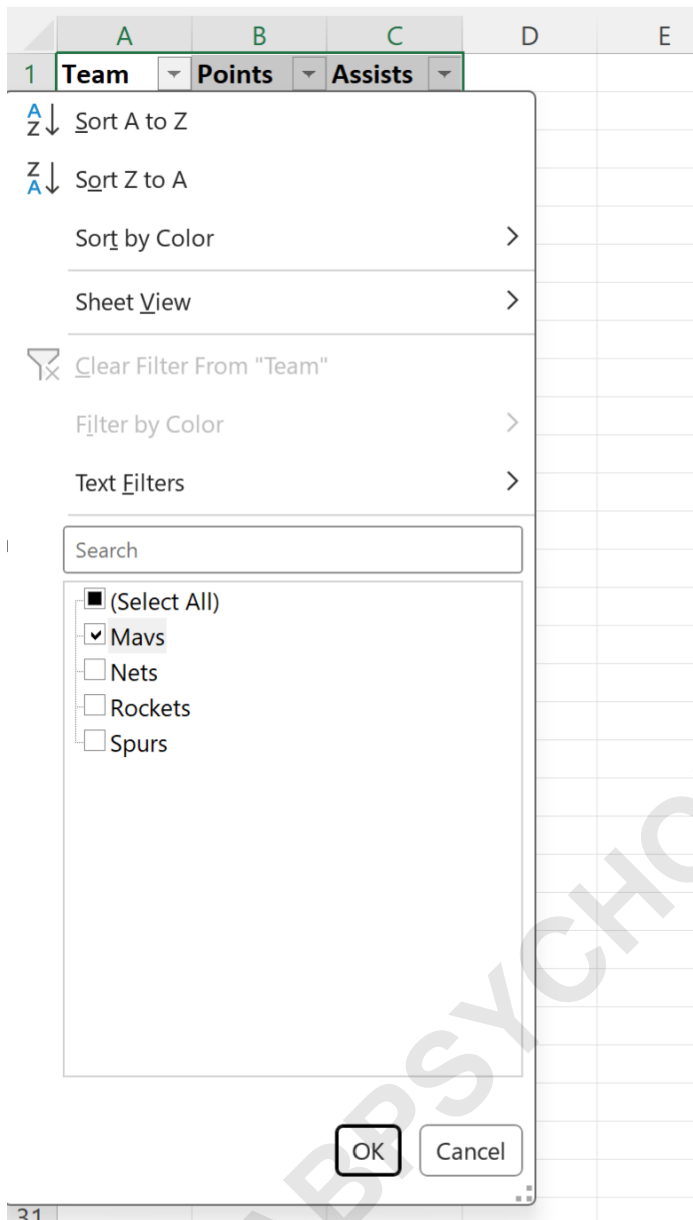 A B C D E
1 Team Points Assists
Sort A to Z
Sort Z to A
Sort by Color
Sheet View
Clear Filter From "Team"
Filter by Color
Text Filters
Search
(Select All)
Mavs
Nets
Rockets
Spurs
OK Cancel
31
ABPSYCHO